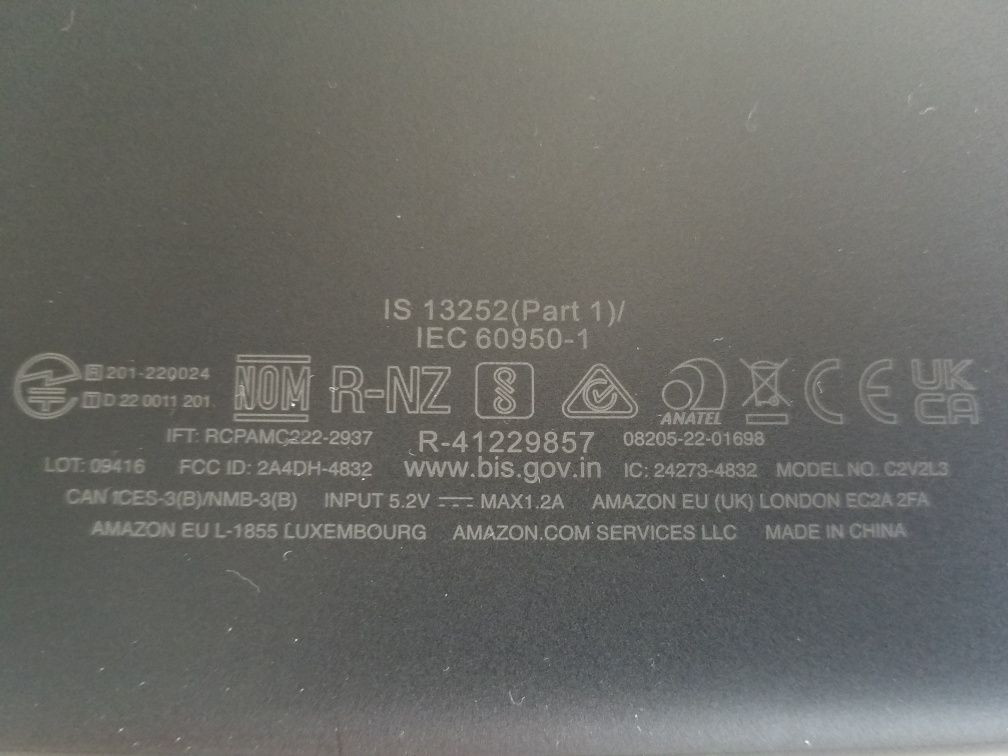 IS 13252(Part 1)/
IEC 60950-1
R 201-220024
T D 22 0011 201
NOM R-NZ ANATEL CE UK CA
IFT: RCPAMC222-2937 R-41229857 08205-22-01698
LOT: 09416 FCC ID: 2A4DH-4832 www.bis.gov.in IC: 24273-4832 MODEL NO. C2V2L3
CAN ICES-3(B)/NMB-3(B) INPUT 5.2V ⎓ MAX1.2A AMAZON EU (UK) LONDON EC2A 2FA
AMAZON EU L-1855 LUXEMBOURG AMAZON.COM SERVICES LLC MADE IN CHINA